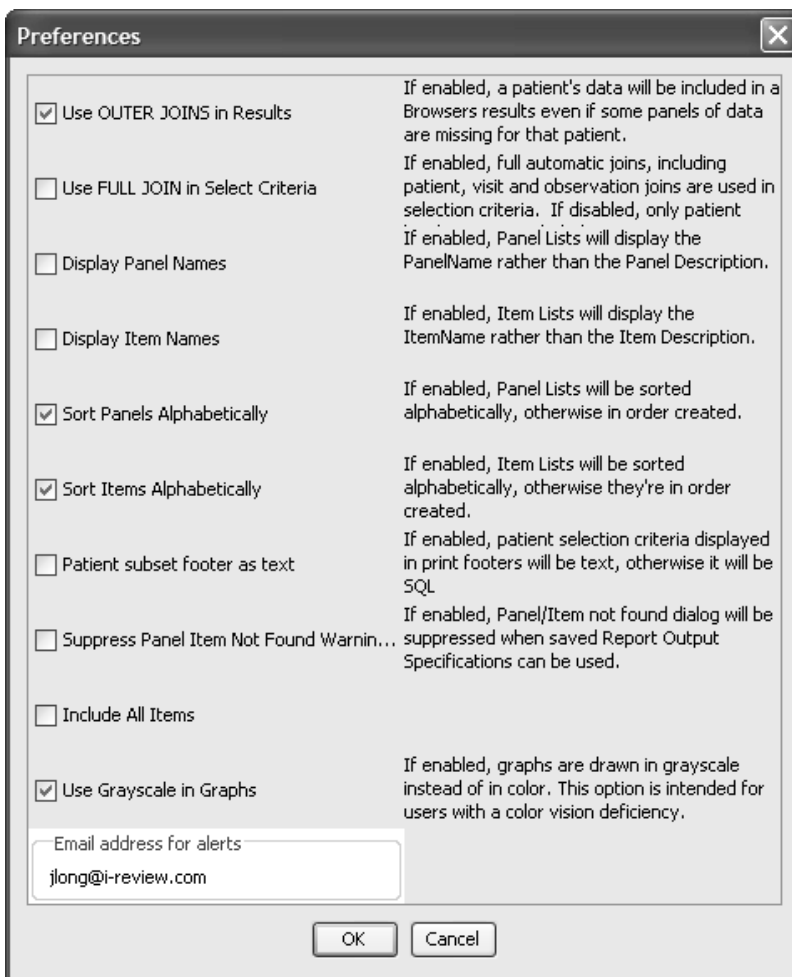 Preferences
Use OUTER JOINS in Results
If enabled, a patient's data will be included in a
Browsers results even if some panels of data
are missing for that patient.
Use FULL JOIN in Select Criteria
If enabled, full automatic joins, including
patient, visit and observation joins are used in
selection criteria.  If disabled, only patient
Display Panel Names
If enabled, Panel Lists will display the
PanelName rather than the Panel Description.
Display Item Names
If enabled, Item Lists will display the
ItemName rather than the Item Description.
Sort Panels Alphabetically
If enabled, Panel Lists will be sorted
alphabetically, otherwise in order created.
Sort Items Alphabetically
If enabled, Item Lists will be sorted
alphabetically, otherwise they're in order
created.
Patient subset footer as text
If enabled, patient selection criteria displayed
in print footers will be text, otherwise it will be
SQL
Suppress Panel Item Not Found Warnin...
If enabled, Panel/Item not found dialog will be
suppressed when saved Report Output
Specifications can be used.
Include All Items
Use Grayscale in Graphs
If enabled, graphs are drawn in grayscale
instead of in color. This option is intended for
users with a color vision deficiency.
Email address for alerts
jlong@i-review.com
OK
Cancel